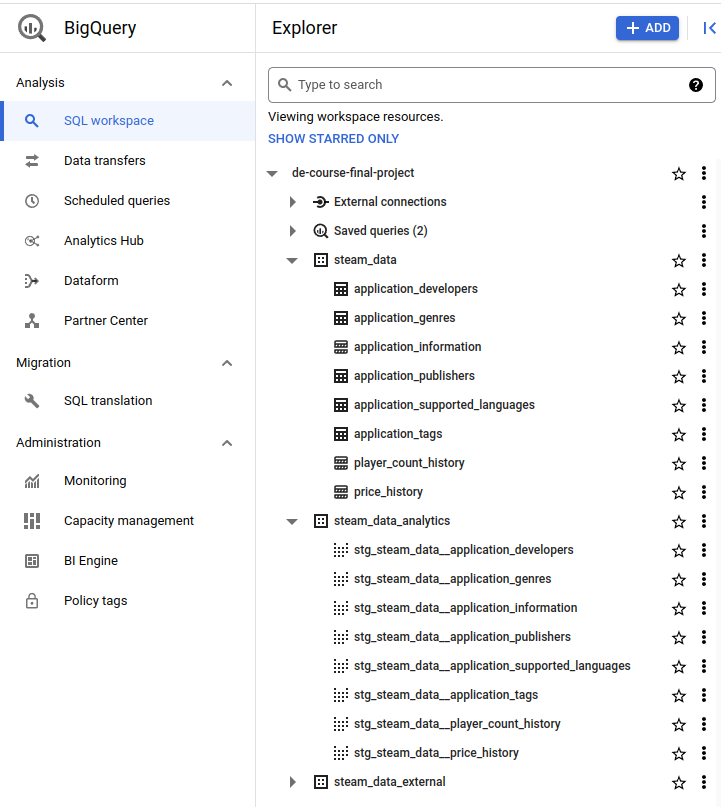 BigQuery
Analysis
SQL workspace
Data transfers
Scheduled queries
Analytics Hub
Dataform
Partner Center
Migration
SQL translation
Administration
Monitoring
Capacity management
BI Engine
Policy tags
Explorer
+ ADD
Type to search
Viewing workspace resources.
SHOW STARRED ONLY
de-course-final-project
External connections
Saved queries (2)
steam_data
application_developers
application_genres
application_information
application_publishers
application_supported_languages
application_tags
player_count_history
price_history
steam_data_analytics
stg_steam_data__application_developers
stg_steam_data__application_genres
stg_steam_data__application_information
stg_steam_data__application_publishers
stg_steam_data__application_supported_languages
stg_steam_data__application_tags
stg_steam_data__player_count_history
stg_steam_data__price_history
steam_data_external